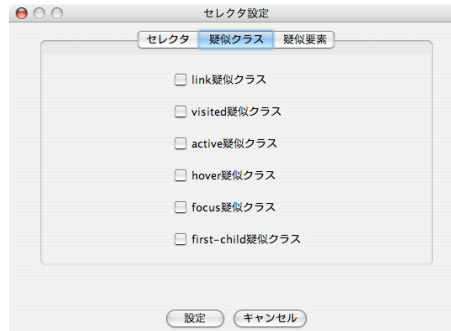 セレクタ設定
セレクタ 疑似クラス 疑似要素
link疑似クラス
visited疑似クラス
active疑似クラス
hover疑似クラス
focus疑似クラス
first-child疑似クラス
設定 キャンセル